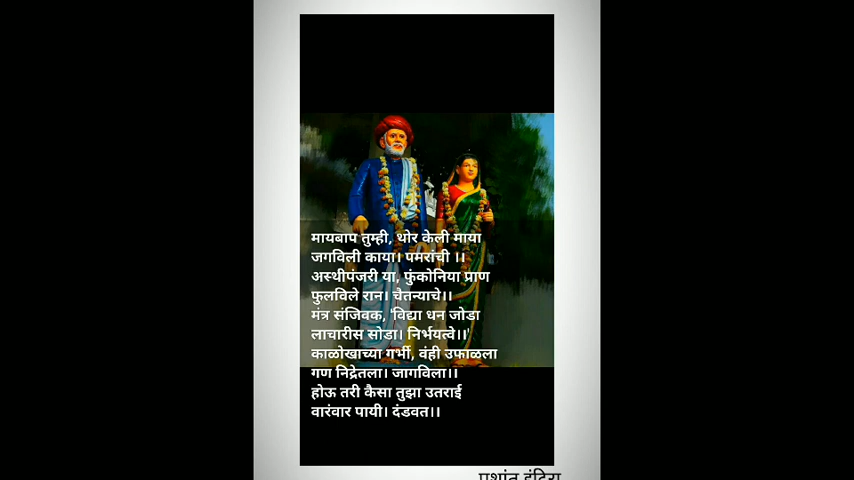 मायबाप तुम्ही, थोर केली माया
जगविली काया। पमरांची ।।
अस्थीपंजरी या, फुंकोनिया प्राण
फुलविले रान। चैतन्याचे।।
मंत्र संजिवक, 'विद्या धन जोडा
लाचारीस सोडा। निर्भयत्वे।।'
काळोखाच्या गर्भी, वंही उफाळला
गण निद्रेतला। जागविला।।
होऊ तरी कैसा तुझा उतराई
वारंवार पायी। दंडवत।।